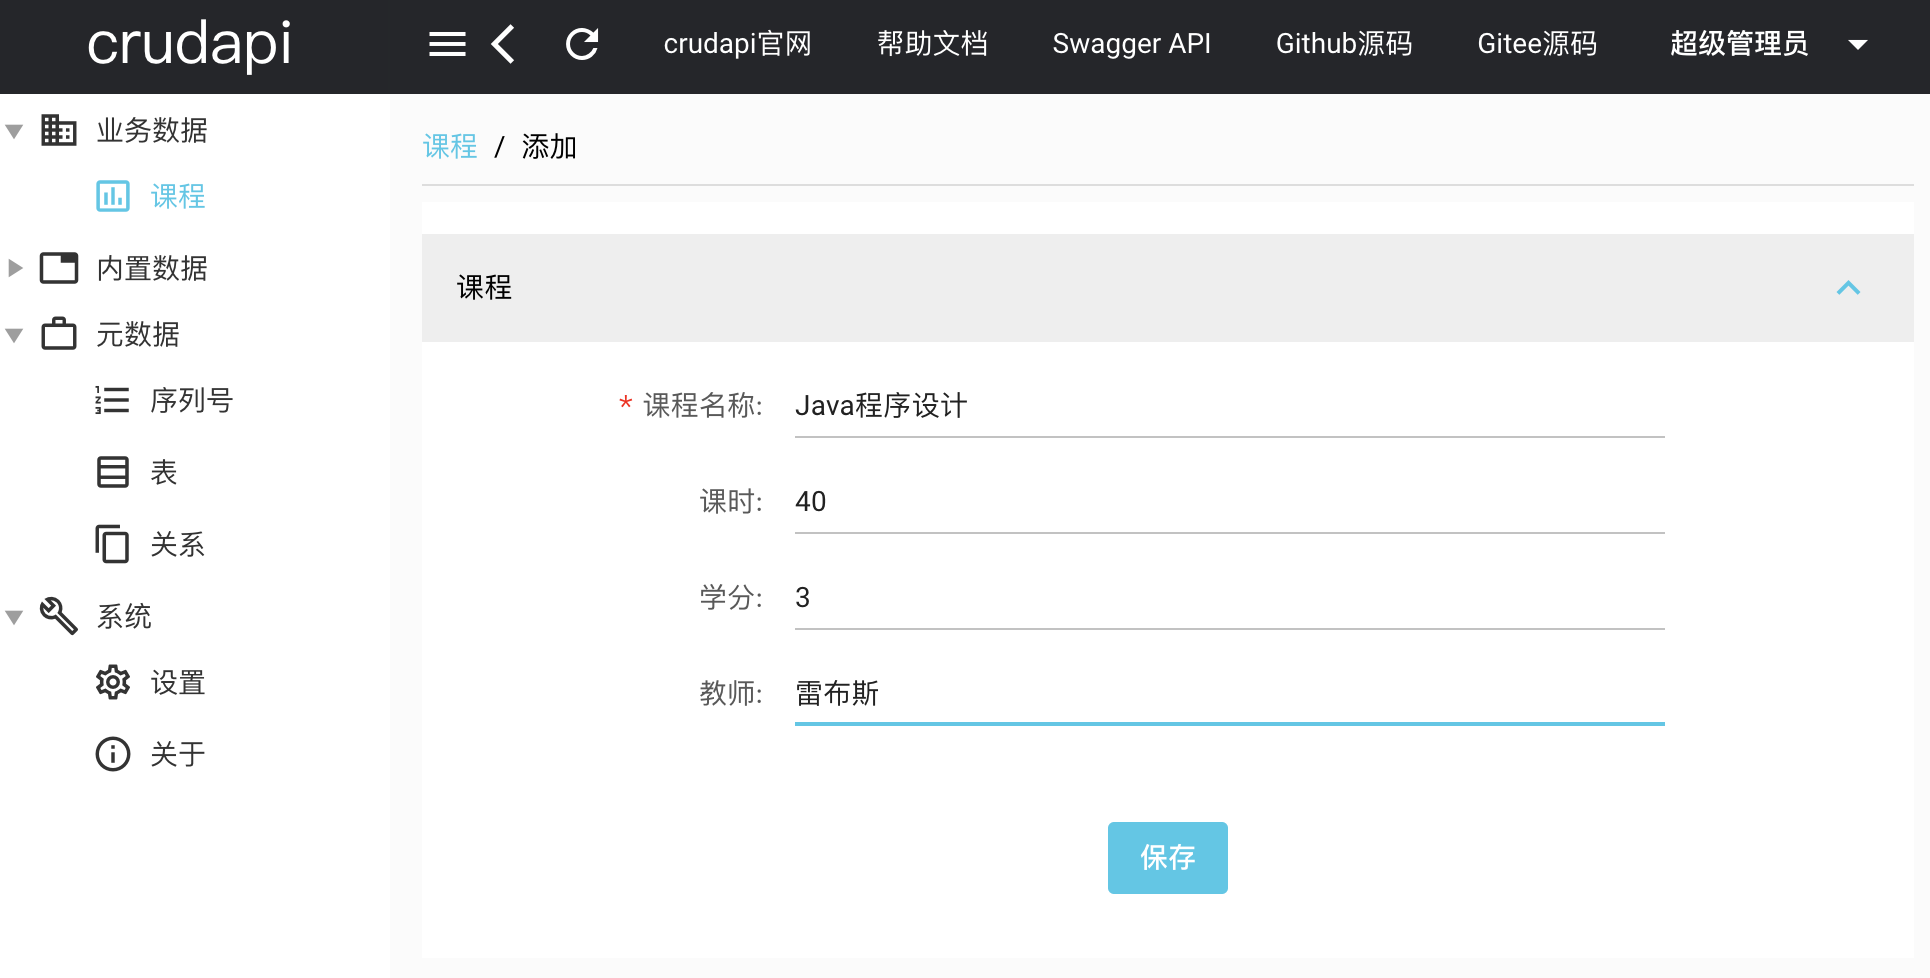 crudapi
crudapi官网 帮助文档 Swagger API Github源码 Gitee源码 超级管理员
业务数据
课程
内置数据
元数据
序列号
表
关系
系统
设置
关于
课程 / 添加
课程
* 课程名称: Java程序设计
课时: 40
学分: 3
教师: 雷布斯
保存